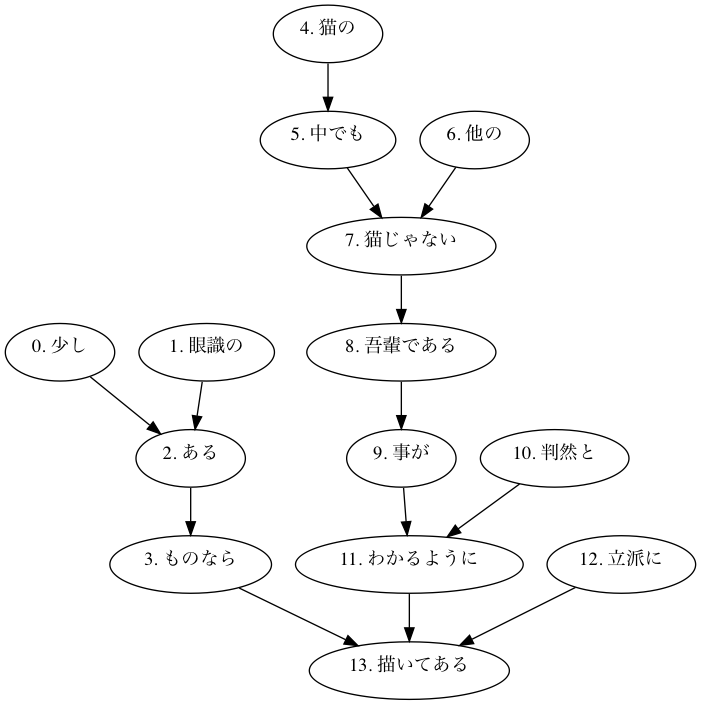 4. 猫の
5. 中でも
6. 他の
7. 猫じゃない
0. 少し
1. 眼識の
8. 吾輩である
2. ある
9. 事が
10. 判然と
3. ものなら
11. わかるように
12. 立派に
13. 描いてある